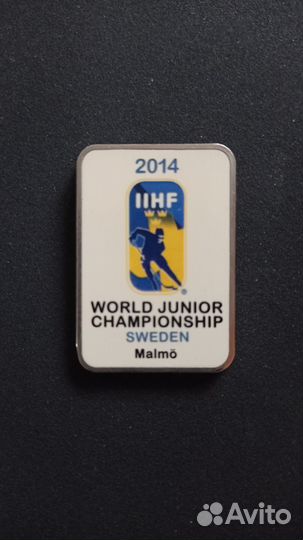 2014
IIHF
®
WORLD JUNIOR
CHAMPIONSHIP
SWEDEN
Malmö
Avito